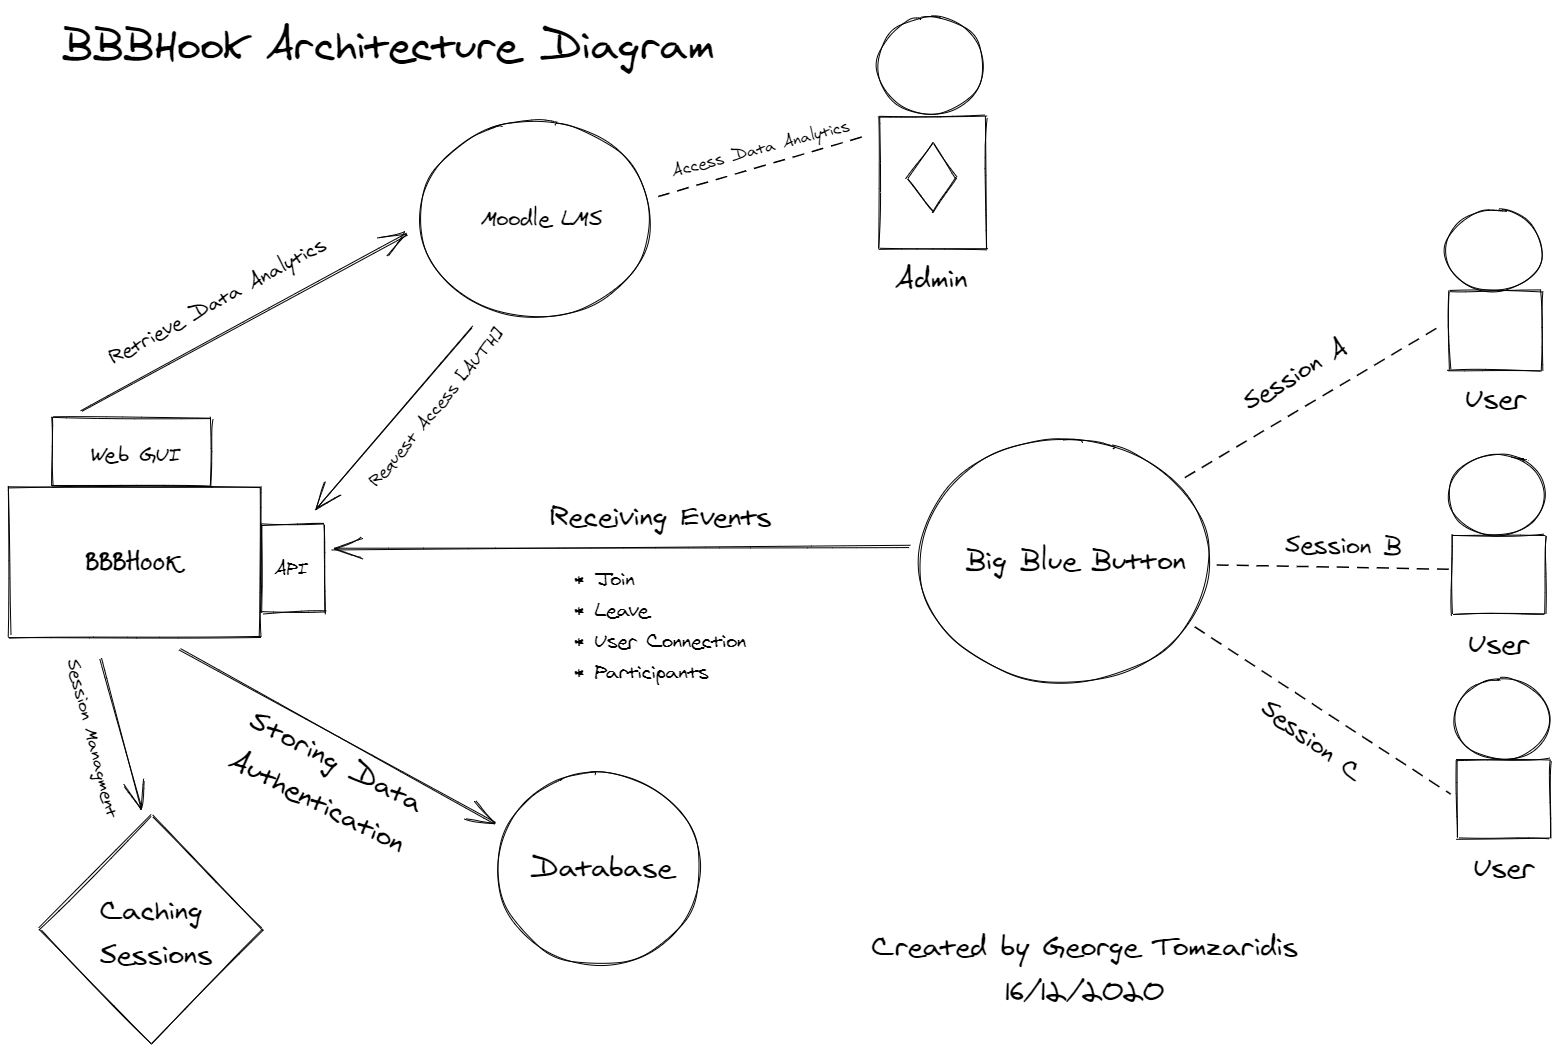 BBBHook Architecture Diagram
Access Data Analytics
Moodle LMS
Admin
Retrieve Data Analytics
Request Access [AUTH]
Session A
User
Web GUI
BBBHook
API
Receiving Events
* Join
* Leave
* User Connection
* Participants
Big Blue Button
Session B
User
Session C
User
Session Managment
Storing Data
Authentication
Database
Caching
Sessions
Created by George Tomzaridis
16/12/2020